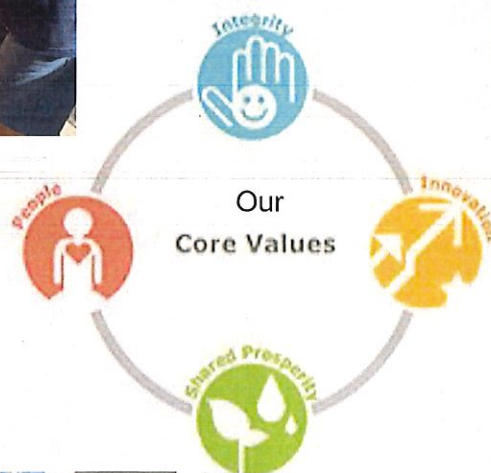 Integrity
Innovation
People
Our
Core Values
Shared Prosperity